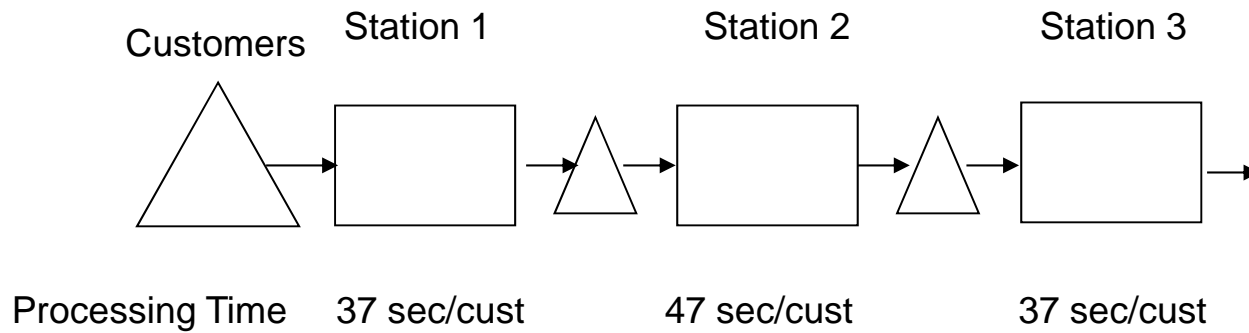 Customers
Station 1
Station 2
Station 3
Processing Time 37 sec/cust 47 sec/cust 37 sec/cust